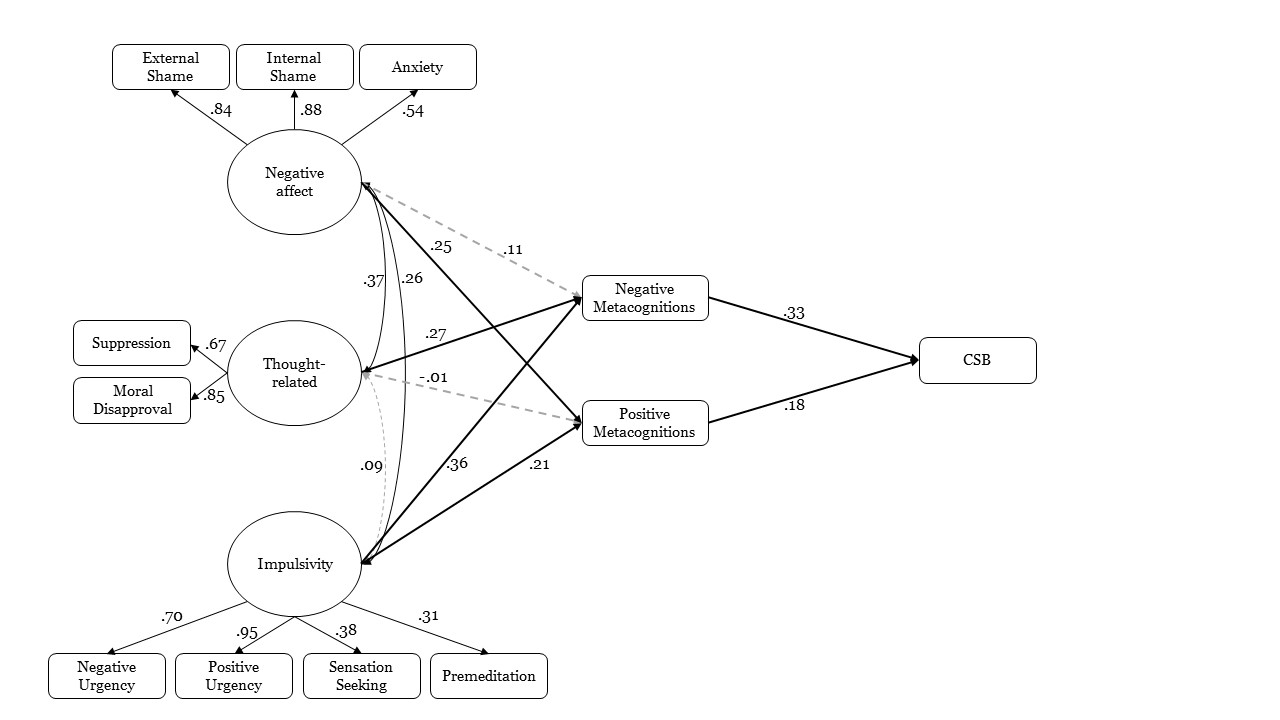 External
Shame
Internal
Shame
Anxiety
.84
.88
.54
Negative
affect
.25
.11
.37
.26
Negative
Metacognitions
.33
.27
Suppression
.67
Thought-
related
-.01
CSB
Moral
Disapproval
.85
Positive
Metacognitions
.18
.09
.36
.21
Impulsivity
.70
.95
.38
.31
Negative
Urgency
Positive
Urgency
Sensation
Seeking
Premeditation